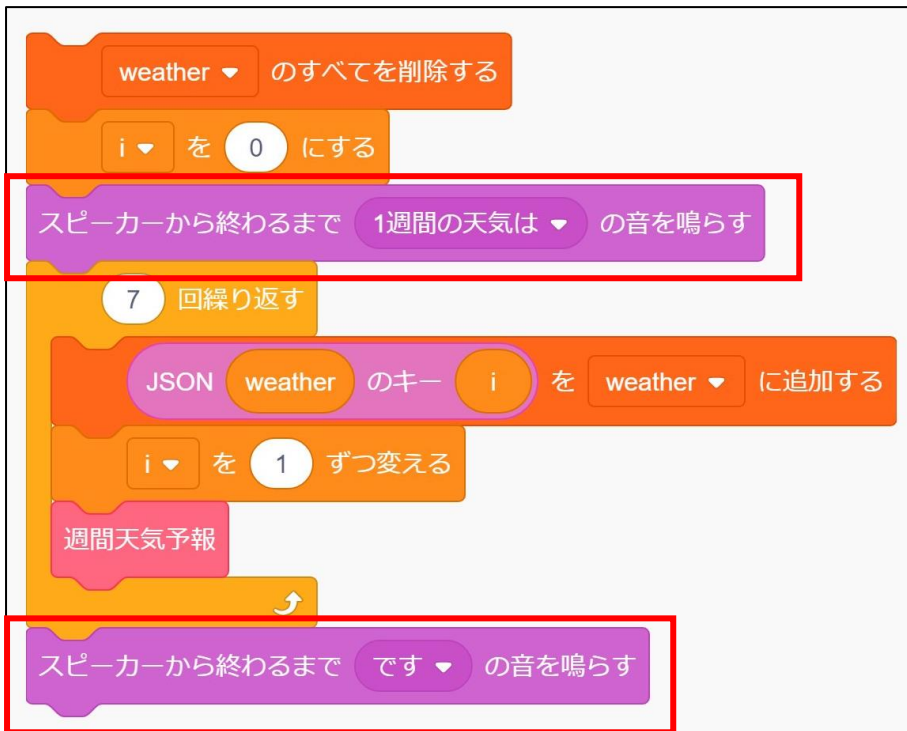 weather のすべてを削除する
i を 0 にする
スピーカーから終わるまで 1週間の天気は の音を鳴らす
7 回繰り返す
JSON weather のキー i を weather に追加する
i を 1 ずつ変える
週間天気予報
スピーカーから終わるまで です の音を鳴らす